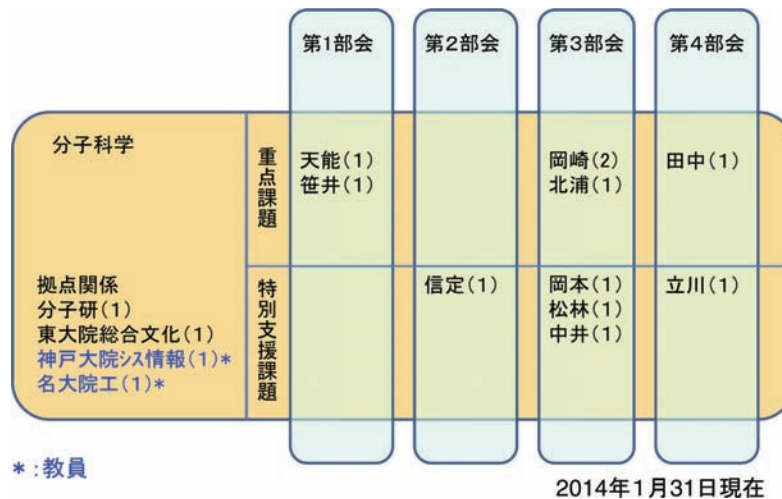 第1部会
第2部会
第3部会
第4部会
分子科学
重点課題
天能(1)
笹井(1)
岡崎(2)
北浦(1)
田中(1)
拠点関係
分子研(1)
東大院総合文化(1)
神戸大院シス情報(1)*
名大院工(1)*
特別支援課題
信定(1)
岡本(1)
松林(1)
中井(1)
立川(1)
*:教員
2014年1月31日現在